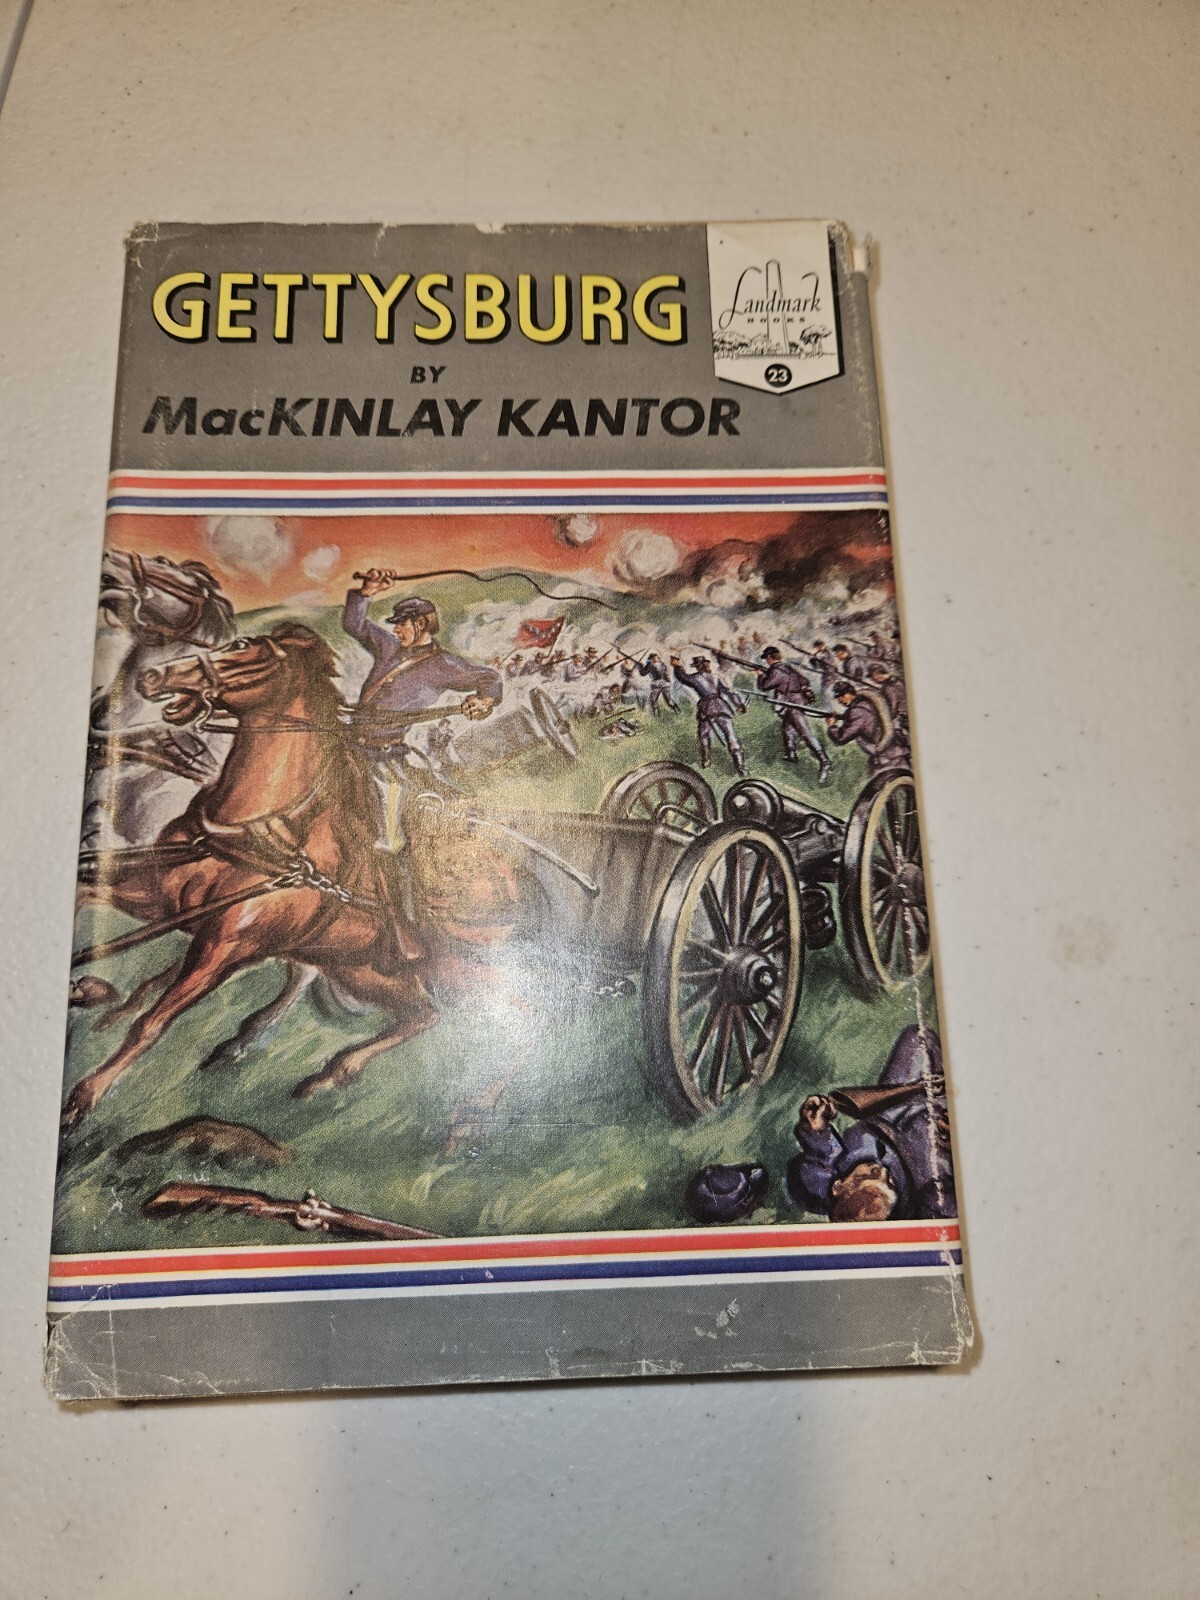 GETTYSBURG
BY
MacKINLAY KANTOR
Landmark
BOOKS
23